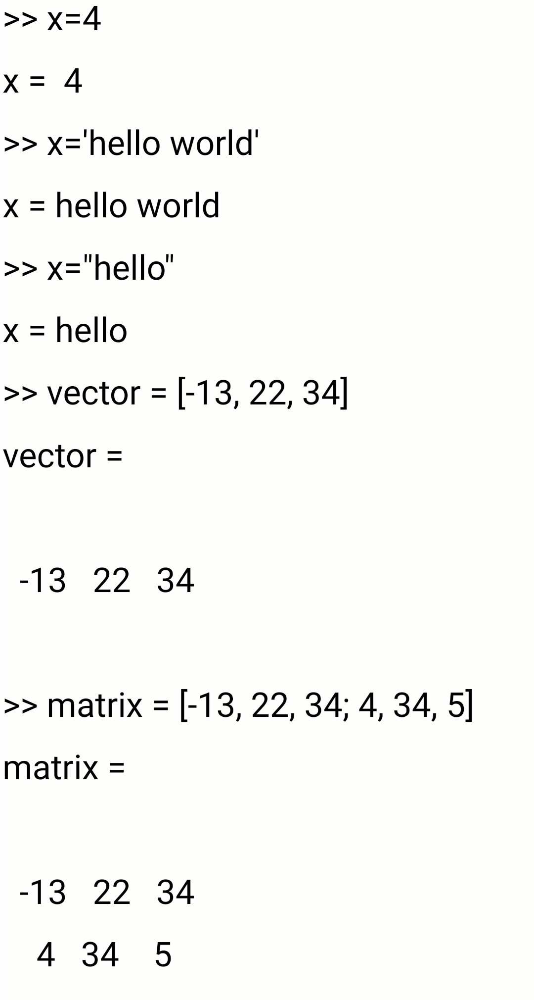 >> x=4
x =  4
>> x='hello world'
x = hello world
>> x="hello"
x = hello
>> vector = [-13, 22, 34]
vector =
-13   22   34
>> matrix = [-13, 22, 34; 4, 34, 5]
matrix =
-13   22   34
4   34    5